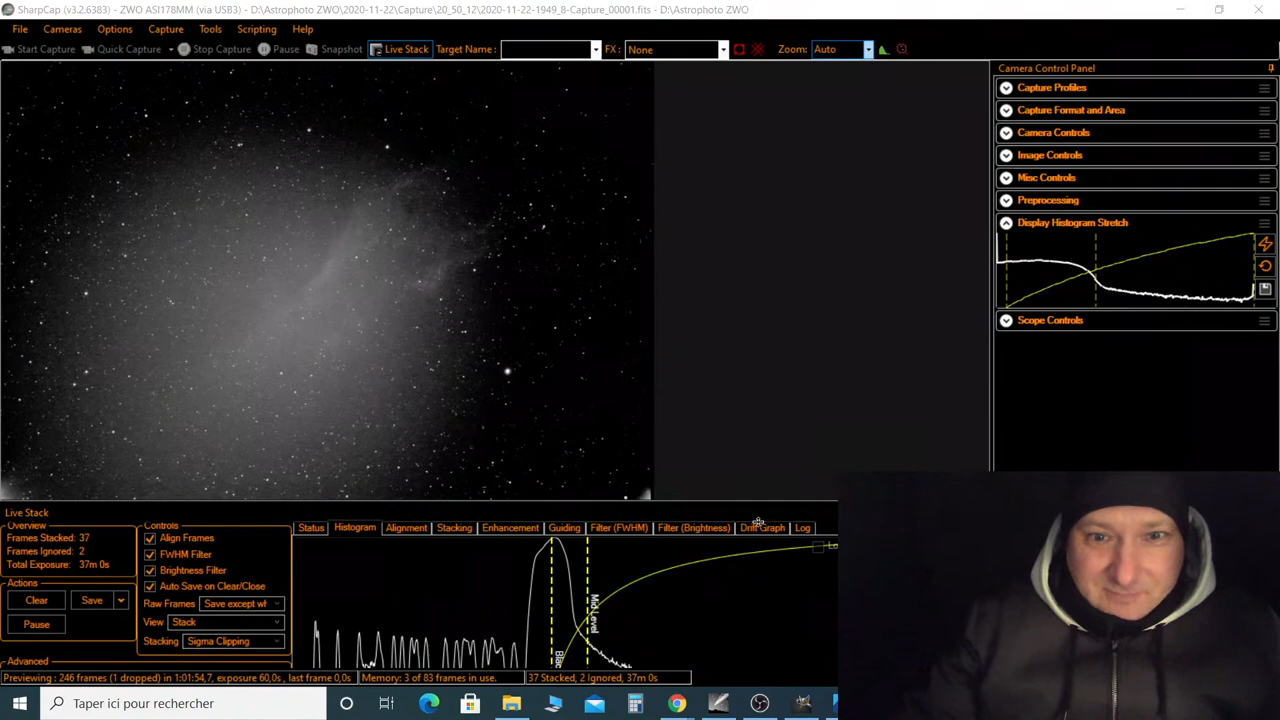 SharpCap (v3.2.6383) - ZWO ASI178MM (via USB3) - D:\Astrophoto ZWO\2020-11-22\Capture\20_50_12\2020-11-22-1949_8-Capture_00001.fits - D:\Astrophoto ZWO
File Cameras Options Capture Tools Scripting Help
Start Capture Quick Capture Stop Capture Pause Snapshot Live Stack Target Name : FX : None Zoom: Auto
Camera Control Panel
Capture Profiles
Capture Format and Area
Camera Controls
Image Controls
Misc Controls
Preprocessing
Display Histogram Stretch
Scope Controls
Live Stack
Overview
Frames Stacked: 37
Frames Ignored: 2
Total Exposure: 37m 0s
Actions
Clear Save
Pause
Advanced
Controls
Align Frames
FWHM Filter
Brightness Filter
Auto Save on Clear/Close
Raw Frames Save except wl
View Stack
Stacking Sigma Clipping
Status Histogram Alignment Stacking Enhancement Guiding Filter (FWHM) Filter (Brightness) Drift Graph Log
Lo
Mid Level
Blac
Previewing : 246 frames (1 dropped) in 1:01:54,7, exposure 60,0s , last frame 0,0s Memory: 3 of 83 frames in use. 37 Stacked, 2 Ignored, 37m 0s
Taper ici pour rechercher